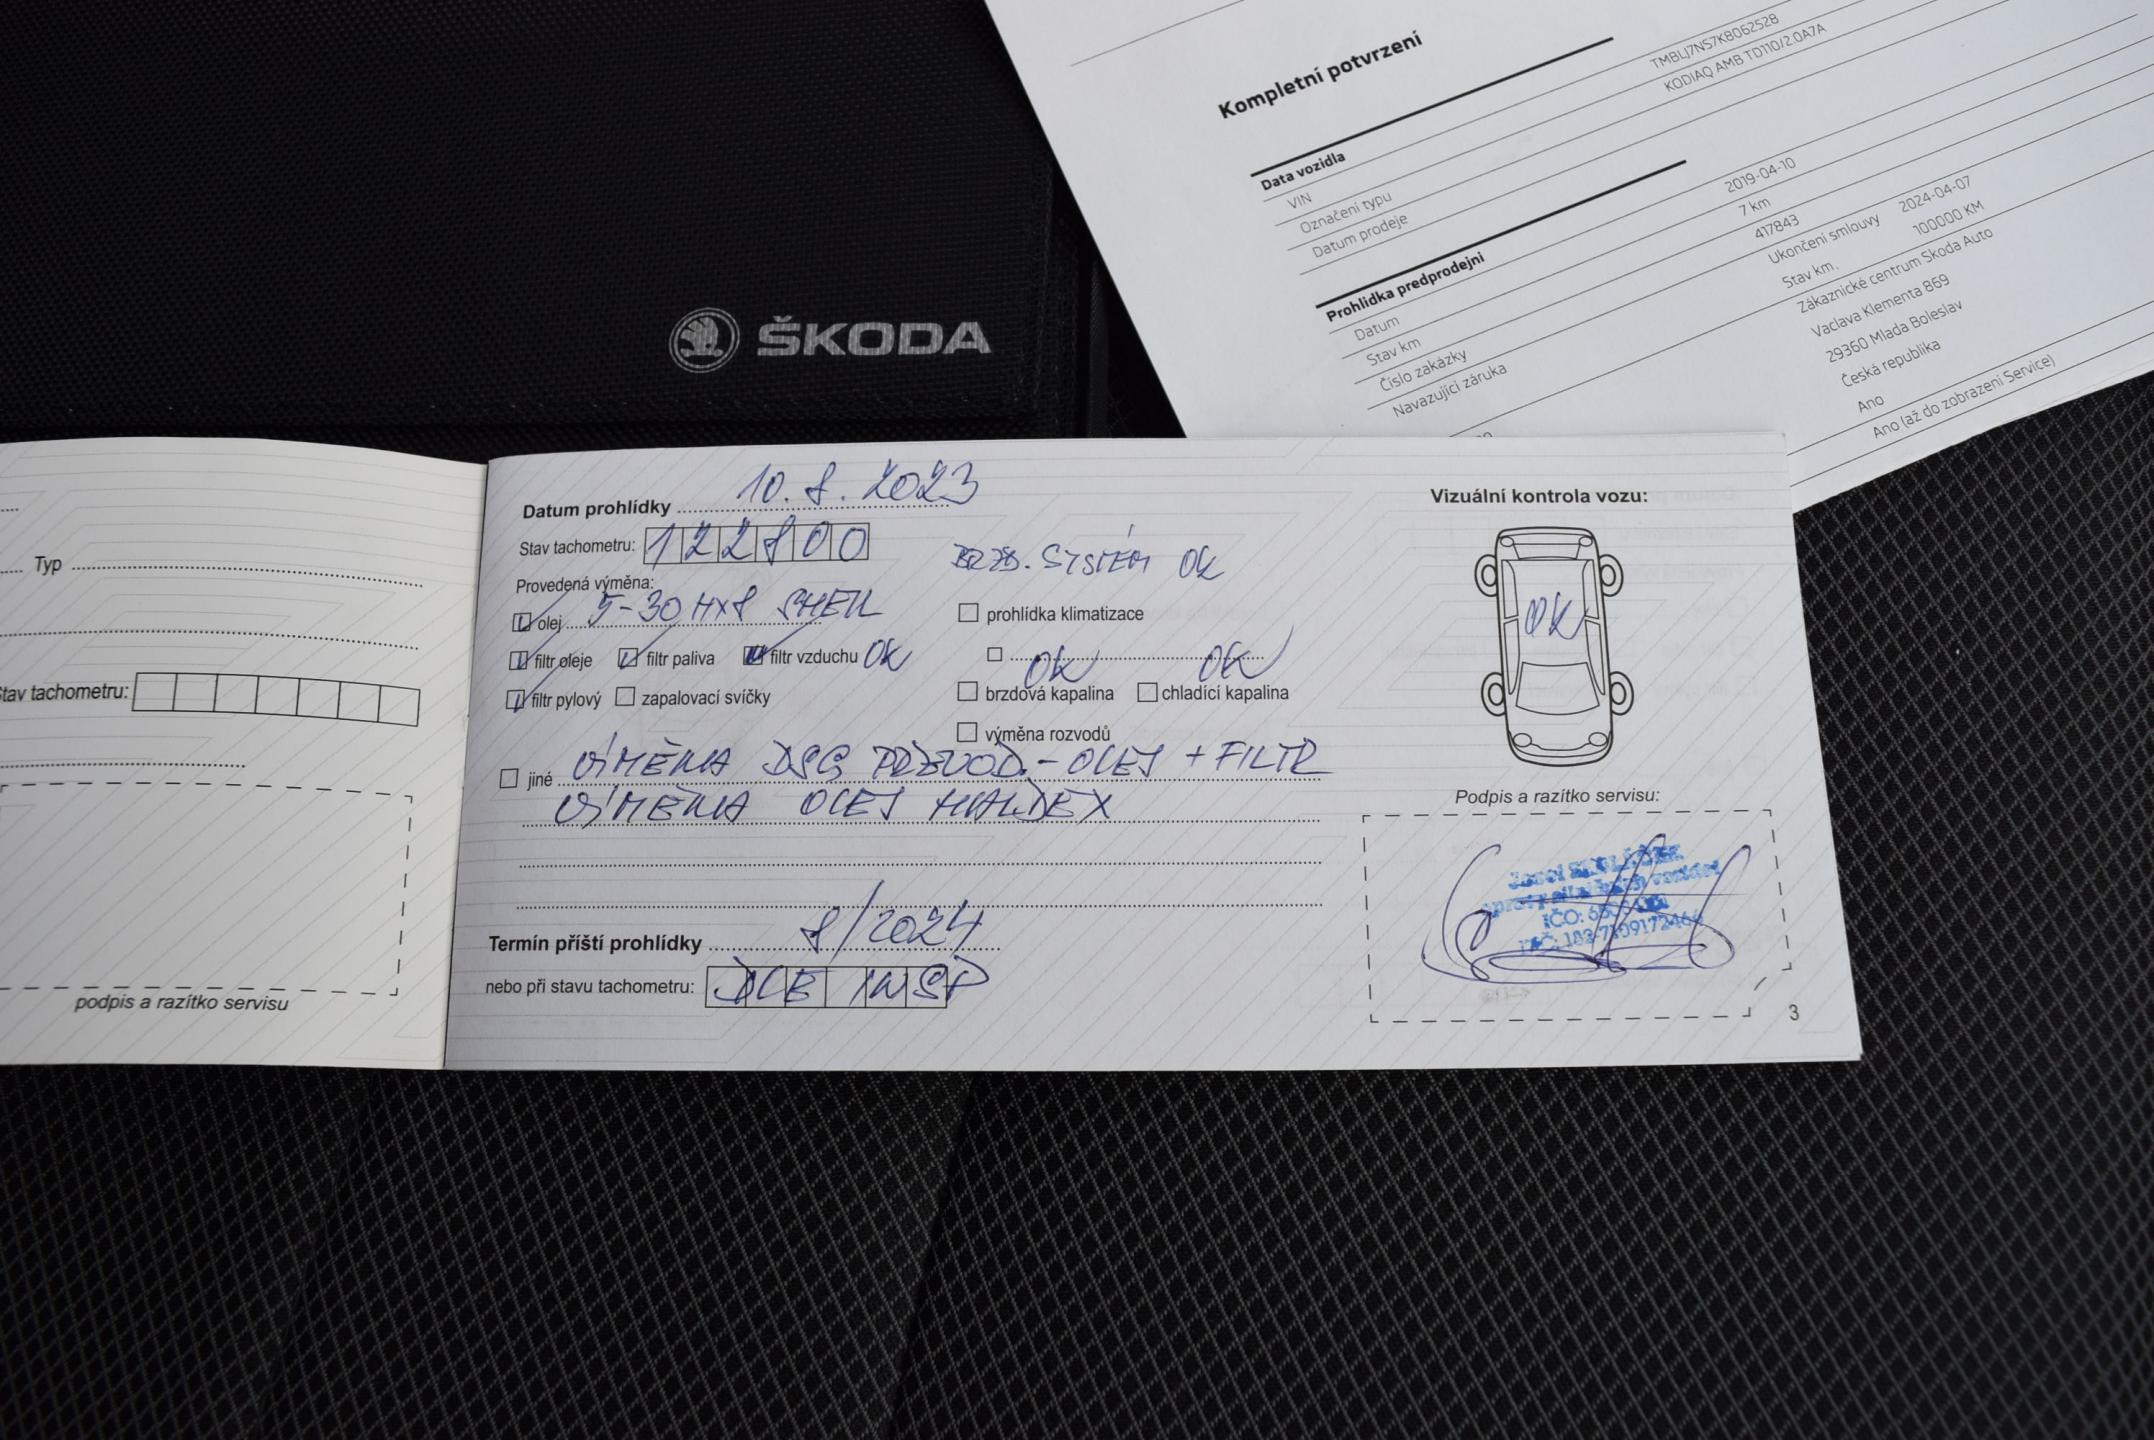 Kompletní potvrzení
Data vozidla
VIN TMBLJ7NS7K8062528
Označení typu KODIAQ AMB TD110/2.0A7A
Datum prodeje
Prohlídka předprodejní
Datum 2019-04-10
Stav km 7 km
Číslo zakázky 417843
Navazující záruka Ukončení smlouvy 2024-04-07
Stav km. 100000 KM
Zákaznické centrum Skoda Auto
Vaclava Klementa 869
29360 Mlada Boleslav
Česká republika
Ano
Ano (až do zobrazení Service)
ŠKODA
Typ
Stav tachometru:
podpis a razítko servisu
Datum prohlídky 10. 8. 2023
Stav tachometru: 122800
BRZD. SYSTÉM OK
Provedená výměna:
olej 5-30 HX8 SHELL
prohlídka klimatizace
filtr oleje filtr paliva filtr vzduchu OK
OK OK
filtr pylový zapalovací svíčky
brzdová kapalina chladící kapalina
výměna rozvodů
jiné VÍMĚNA DSG PŘEVOD. - OLEJ + FILTR
VÍMĚNA OLEJ HALDEX
Termín příští prohlídky 8/2024
nebo při stavu tachometru: DLE INSP
Vizuální kontrola vozu:
OK
Podpis a razítko servisu:
Josef
IČO:
3